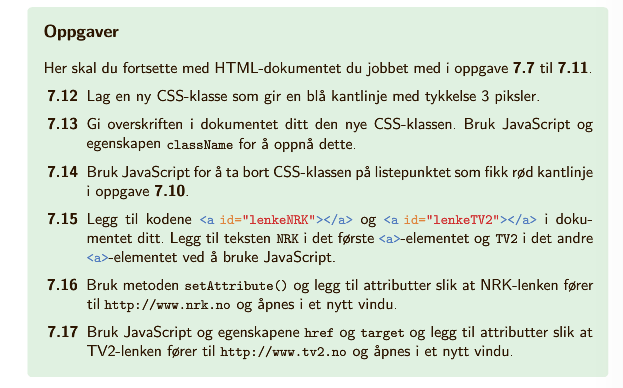 Oppgaver
Her skal du fortsette med HTML-dokumentet du jobbet med i oppgave 7.7 til 7.11.
7.12 Lag en ny CSS-klasse som gir en blå kantlinje med tykkelse 3 piksler.
7.13 Gi overskriften i dokumentet ditt den nye CSS-klassen. Bruk JavaScript og
egenskapen className for å oppnå dette.
7.14 Bruk JavaScript for å ta bort CSS-klassen på listepunktet som fikk rød kantlinje
i oppgave 7.10.
7.15 Legg til kodene <a id="lenkeNRK"></a> og <a id="lenkeTV2"></a> i doku-
mentet ditt. Legg til teksten NRK i det første <a>-elementet og TV2 i det andre
<a>-elementet ved å bruke JavaScript.
7.16 Bruk metoden setAttribute() og legg til attributter slik at NRK-lenken fører
til http://www.nrk.no og åpnes i et nytt vindu.
7.17 Bruk JavaScript og egenskapene href og target og legg til attributter slik at
TV2-lenken fører til http://www.tv2.no og åpnes i et nytt vindu.